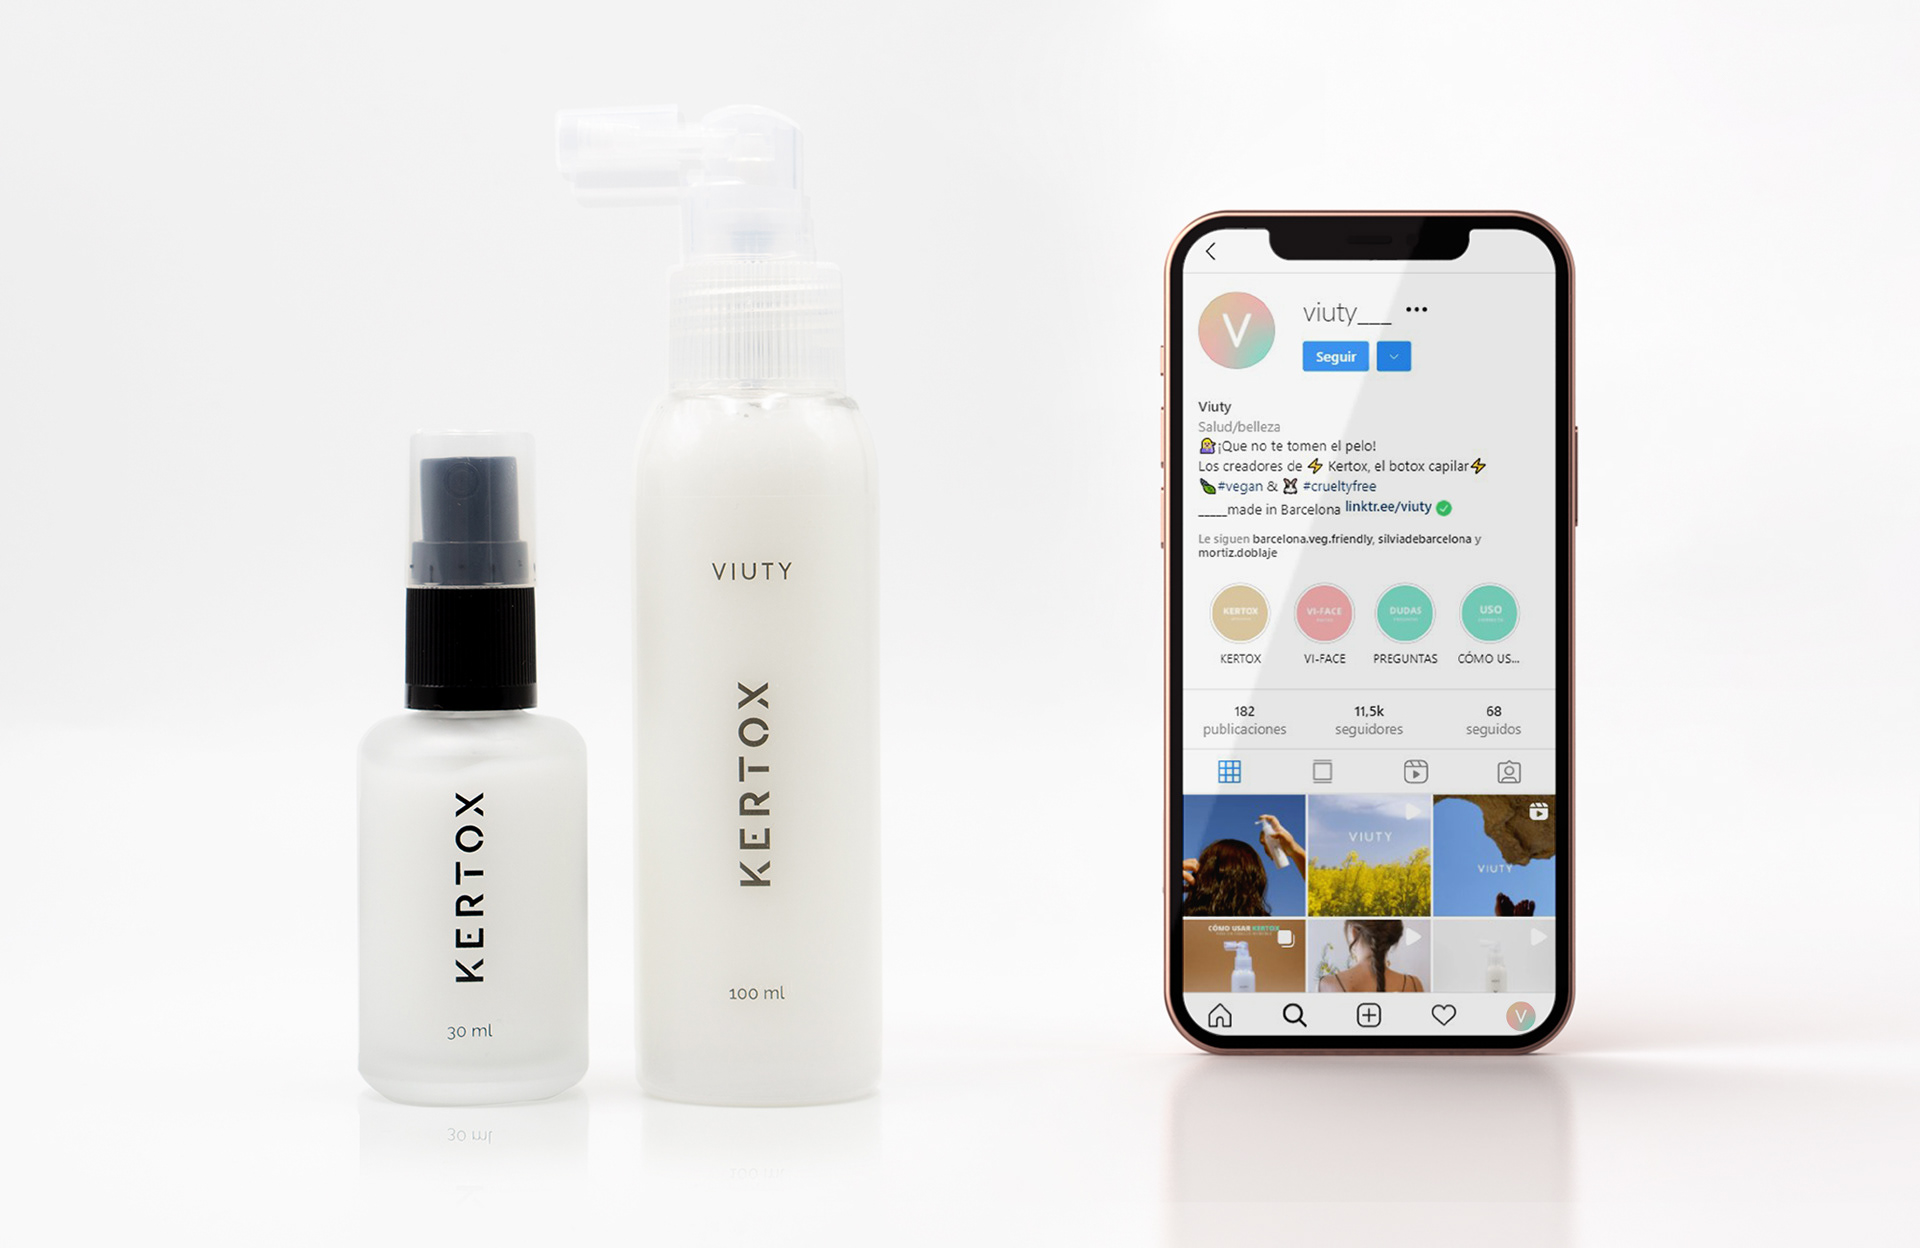 KERTOX
30 ml
VIUTY
KERTOX
100 ml
V
viuty___ •••
Seguir
Viuty
Salud/belleza
¡Que no te tomen el pelo!
Los creadores de ⚡ Kertox, el botox capilar⚡
#vegan & #crueltyfree
_____made in Barcelona linktr.ee/viuty
Le siguen barcelona.veg.friendly, silviadebarcelona y
mortiz.doblaje
KERTOX
VI-FACE
DUDAS
USO
KERTOX
VI-FACE
PREGUNTAS
CÓMO US...
182
publicaciones
11,5k
seguidores
68
seguidos
VIUTY
VIUTY
CÓMO USAR KERTOX
V